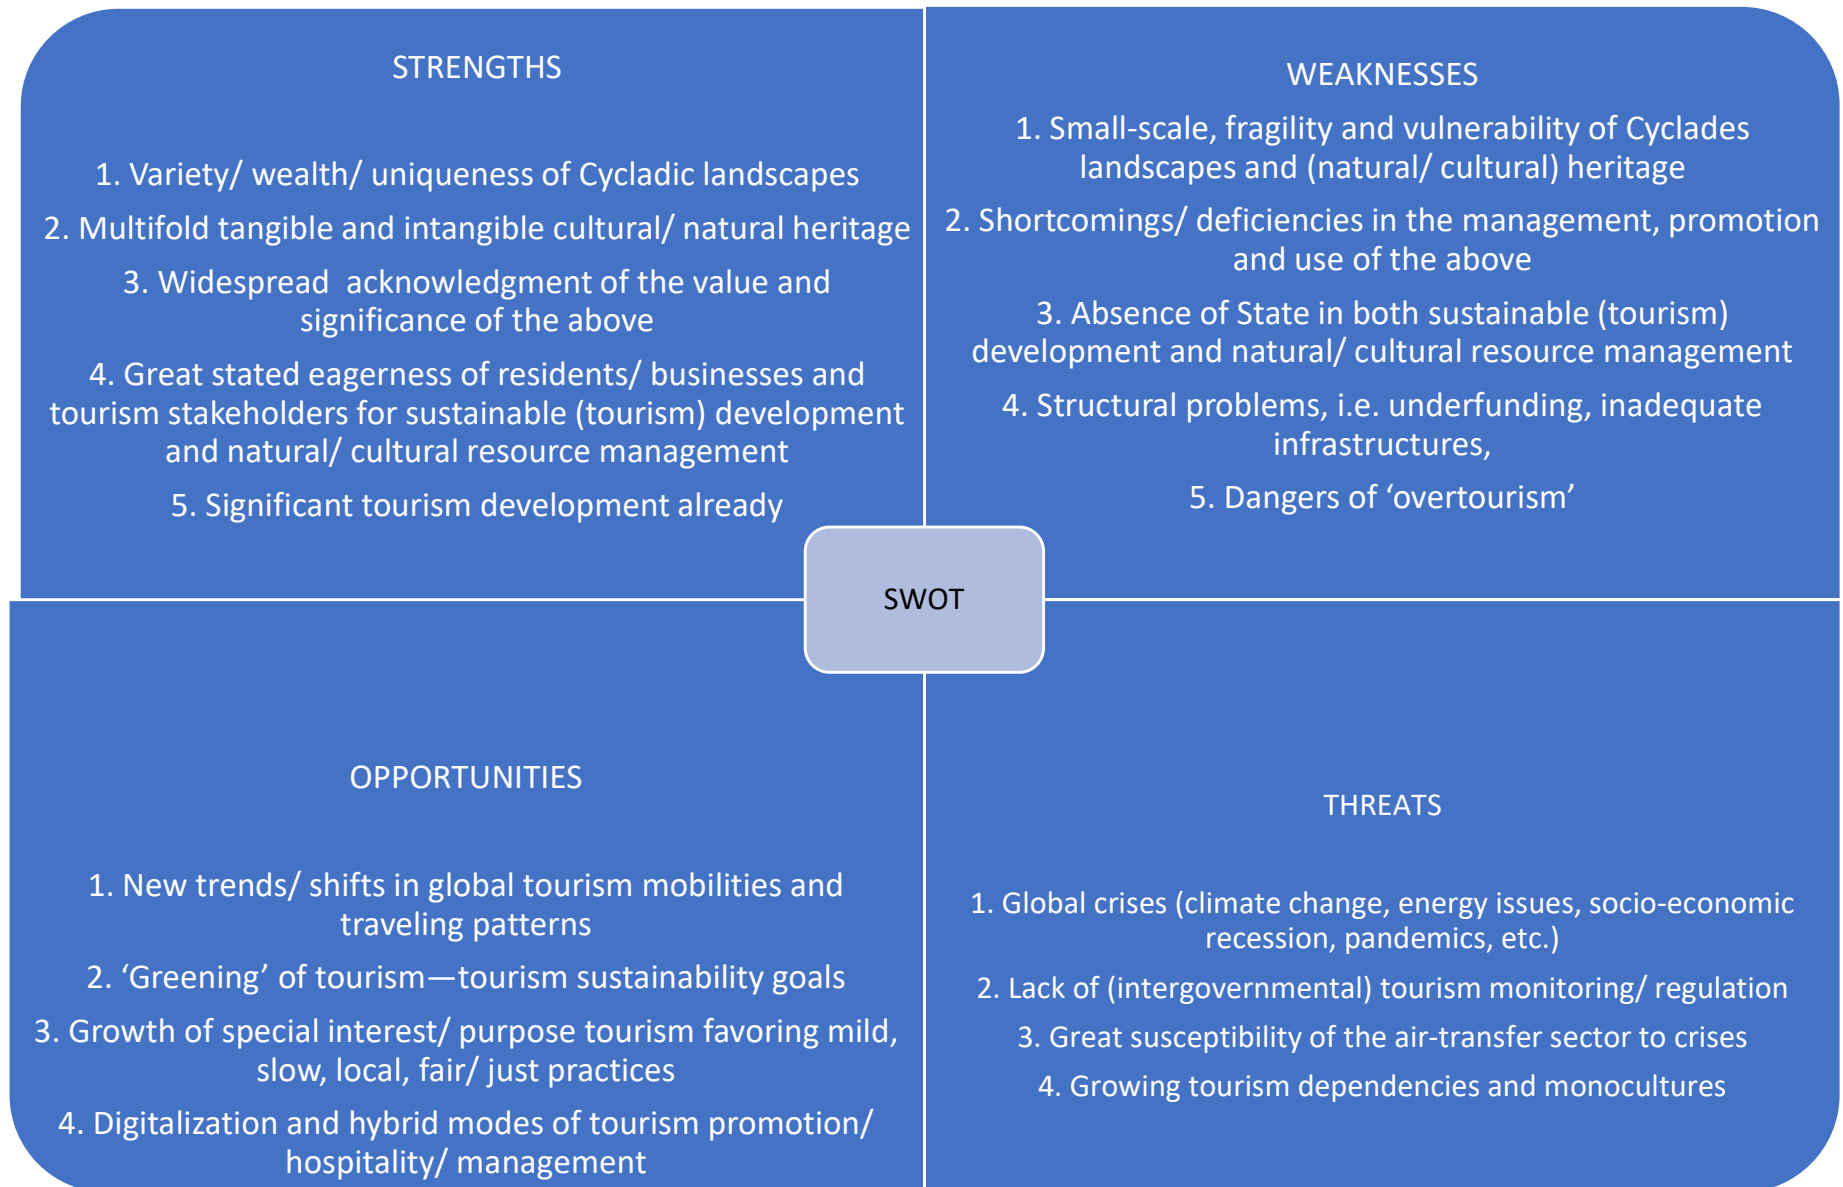 STRENGTHS
1. Variety/ wealth/ uniqueness of Cycladic landscapes
2. Multifold tangible and intangible cultural/ natural heritage
3. Widespread  acknowledgment of the value and
significance of the above
4. Great stated eagerness of residents/ businesses and
tourism stakeholders for sustainable (tourism) development
and natural/ cultural resource management
5. Significant tourism development already
WEAKNESSES
1. Small-scale, fragility and vulnerability of Cyclades
landscapes and (natural/ cultural) heritage
2. Shortcomings/ deficiencies in the management, promotion
and use of the above
3. Absence of State in both sustainable (tourism)
development and natural/ cultural resource management
4. Structural problems, i.e. underfunding, inadequate
infrastructures,
5. Dangers of ‘overtourism’
SWOT
OPPORTUNITIES
1. New trends/ shifts in global tourism mobilities and
traveling patterns
2. ‘Greening’ of tourism—tourism sustainability goals
3. Growth of special interest/ purpose tourism favoring mild,
slow, local, fair/ just practices
4. Digitalization and hybrid modes of tourism promotion/
hospitality/ management
THREATS
1. Global crises (climate change, energy issues, socio-economic
recession, pandemics, etc.)
2. Lack of (intergovernmental) tourism monitoring/ regulation
3. Great susceptibility of the air-transfer sector to crises
4. Growing tourism dependencies and monocultures